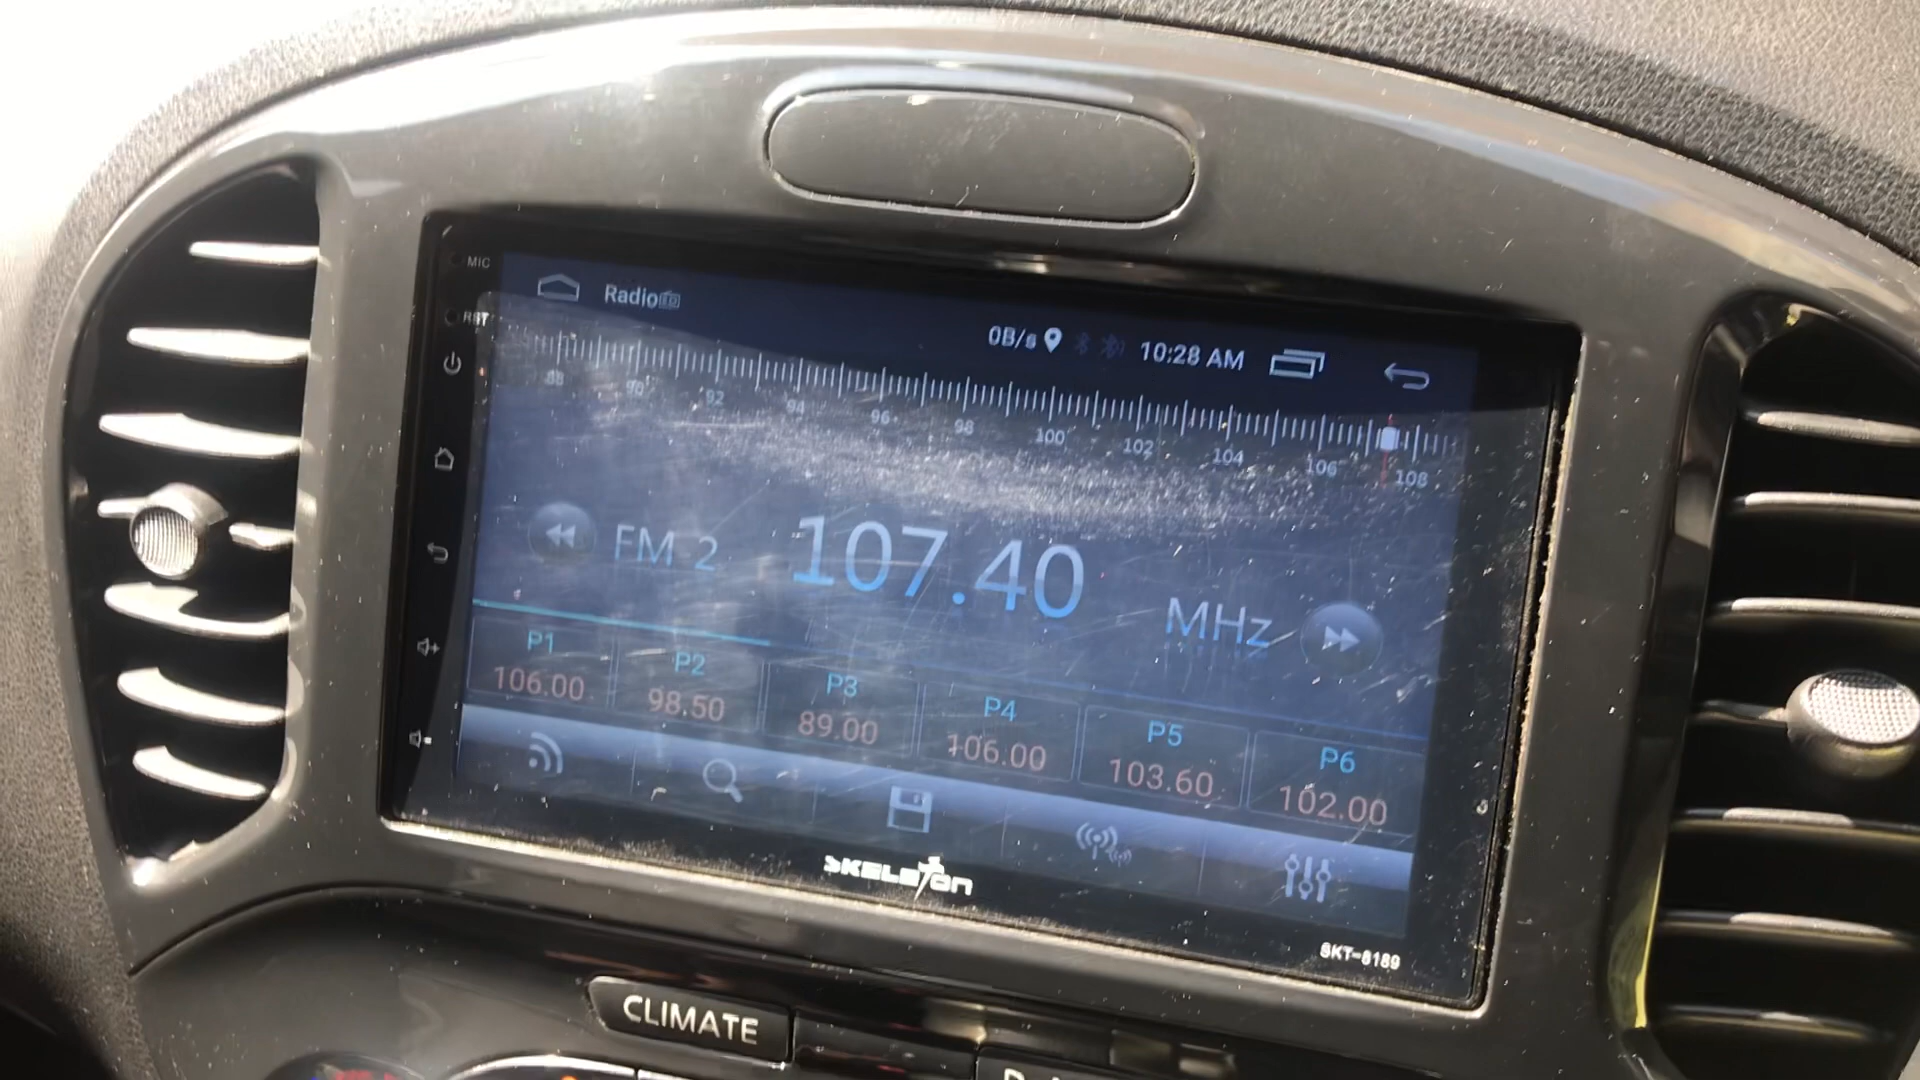 MIC
Radio
RST
0B/s 10:28 AM
88 90 92 94 96 98 100 102 104 106 108
FM 2 107.40 MHz
P1 P2 P3 P4 P5 P6
106.00 98.50 89.00 106.00 103.60 102.00
SKELETON
SKT-8189
CLIMATE